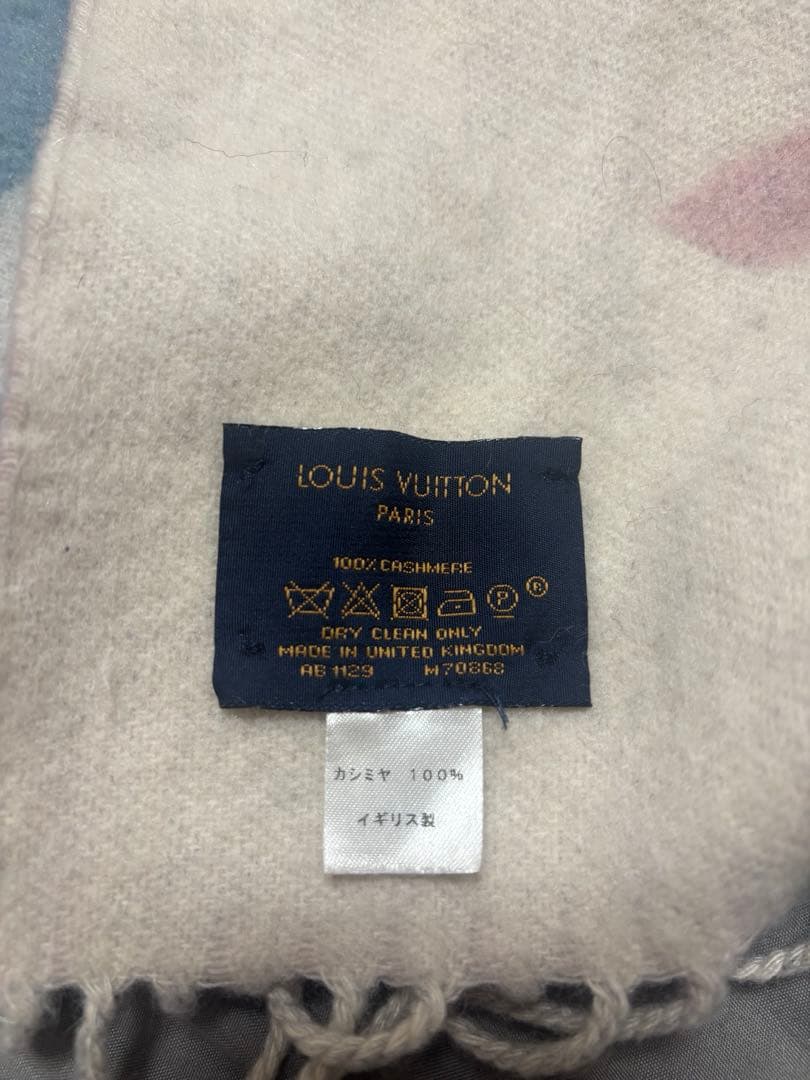 LOUIS VUITTON
PARIS
100% CASHMERE
P ®
DRY CLEAN ONLY
MADE IN UNITED KINGDOM
AB 1129 M70868
カシミヤ 100%
イギリス製